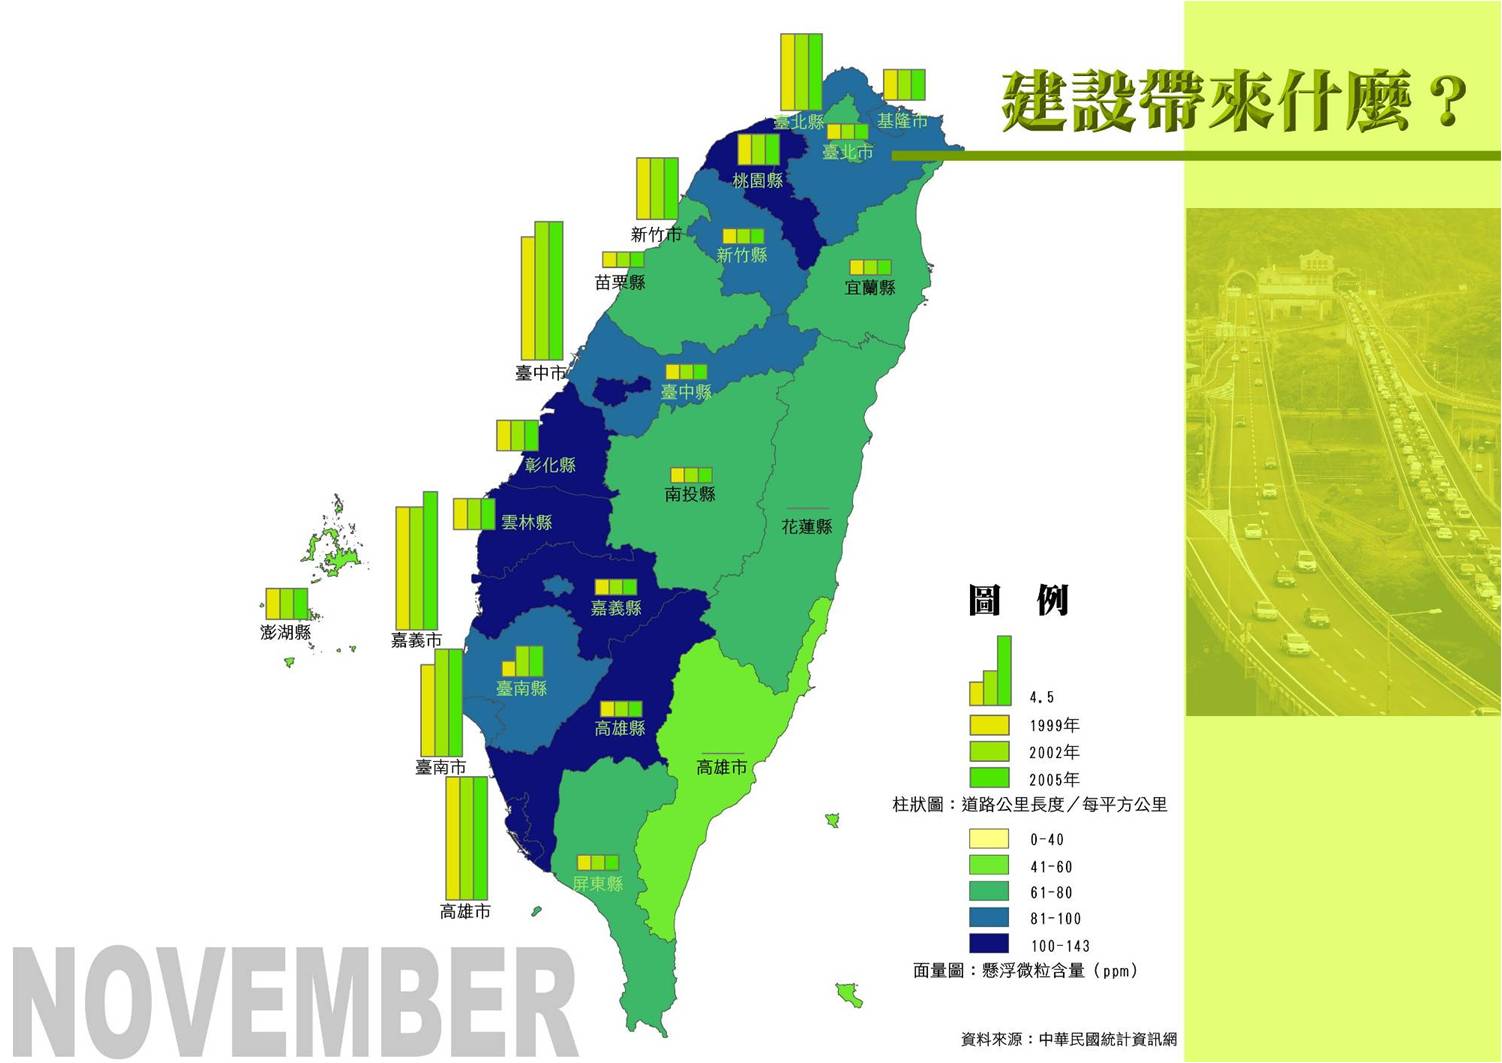 建設帶來什麼？
臺北縣
基隆市
臺北市
桃園縣
新竹市
新竹縣
苗栗縣
宜蘭縣
臺中市
臺中縣
彰化縣
南投縣
雲林縣
花蓮縣
嘉義縣
澎湖縣
嘉義市
臺南縣
高雄縣
臺南市
高雄市
屏東縣
高雄市
圖 例
4.5
1999年
2002年
2005年
柱狀圖：道路公里長度／每平方公里
0-40
41-60
61-80
81-100
100-143
面量圖：懸浮微粒含量（ppm）
資料來源：中華民國統計資訊網
NOVEMBER